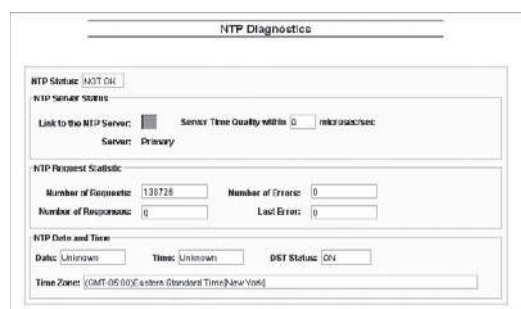 NTP Diagnostics
NTP Status: NOT OK
NTP Server Status
Link to the NTP Server: Server Time Quality within 0 microsec/sec
Server: Primary
NTP Request Statistic
Number of Requests: 138726 Number of Errors: 0
Number of Responses: 0 Last Error: 0
NTP Date and Time
Date: Unknown Time: Unknown DST Status: ON
Time Zone: (GMT-05:00)Eastern Standard Time[New York]